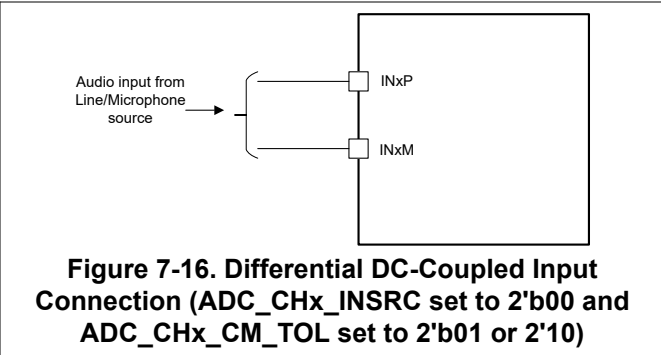 Audio input from
Line/Microphone
source
INxP
INxM
Figure 7-16. Differential DC-Coupled Input
Connection (ADC_CHx_INSRC set to 2'b00 and
ADC_CHx_CM_TOL set to 2'b01 or 2'10)